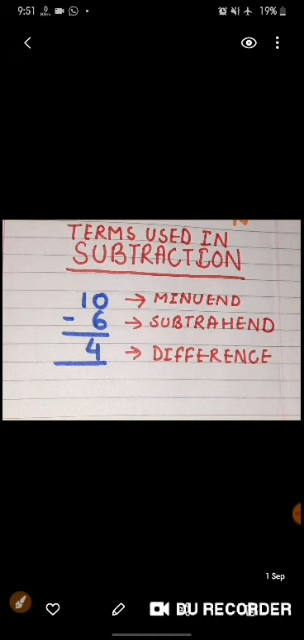 9:51
19%
TERMS USED IN
SUBTRACTION
10 → MINUEND
- 6 → SUBTRAHEND
4 → DIFFERENCE
1 Sep
DU RECORDER